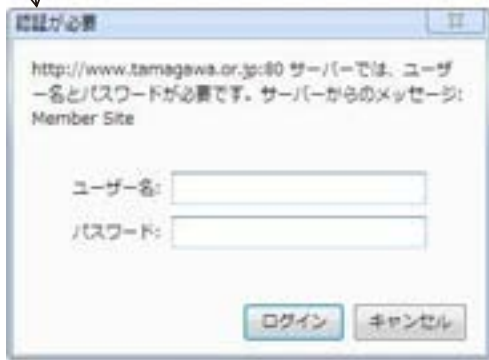 認証が必要
http://www.tamagawa.or.jp:80 サーバーでは、ユーザ
ー名とパスワードが必要です。サーバーからのメッセージ:
Member Site
ユーザー名:
パスワード:
ログイン
キャンセル